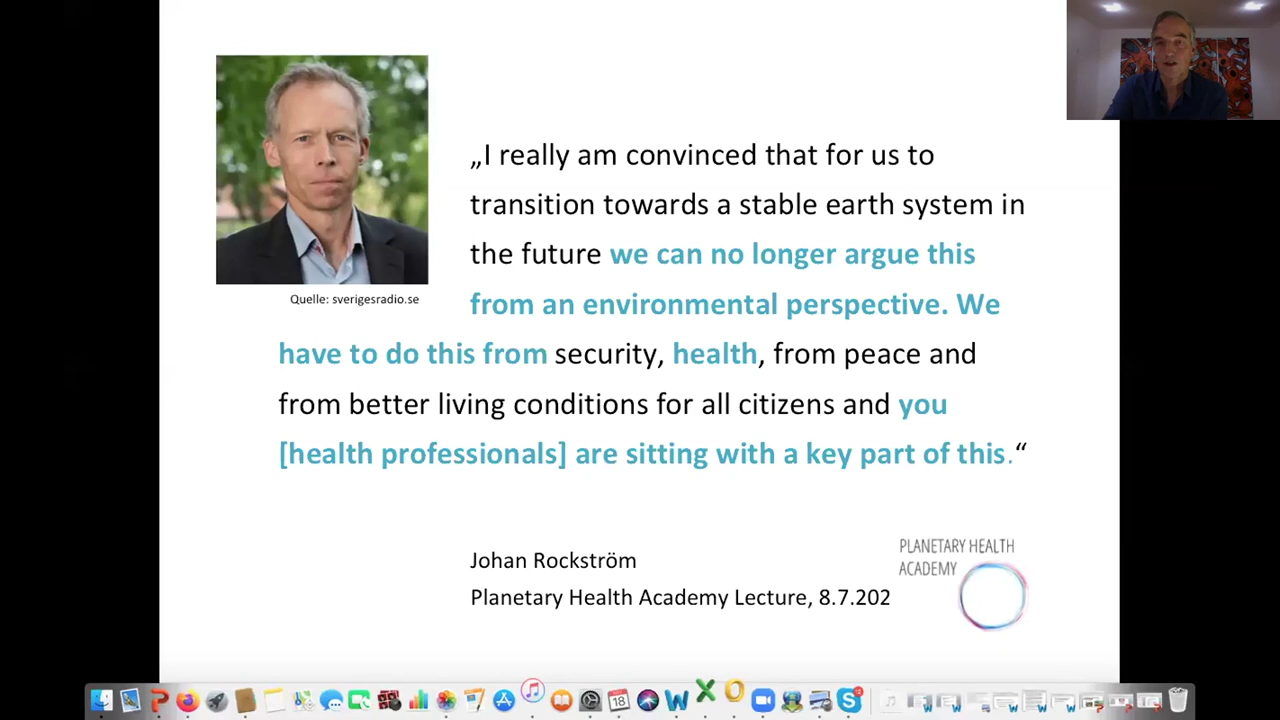 „I really am convinced that for us to
transition towards a stable earth system in
the future we can no longer argue this
from an environmental perspective. We
Quelle: sverigesradio.se
have to do this from security, health, from peace and
from better living conditions for all citizens and you
[health professionals] are sitting with a key part of this.“
Johan Rockström
Planetary Health Academy Lecture, 8.7.202
PLANETARY HEALTH
ACADEMY
18